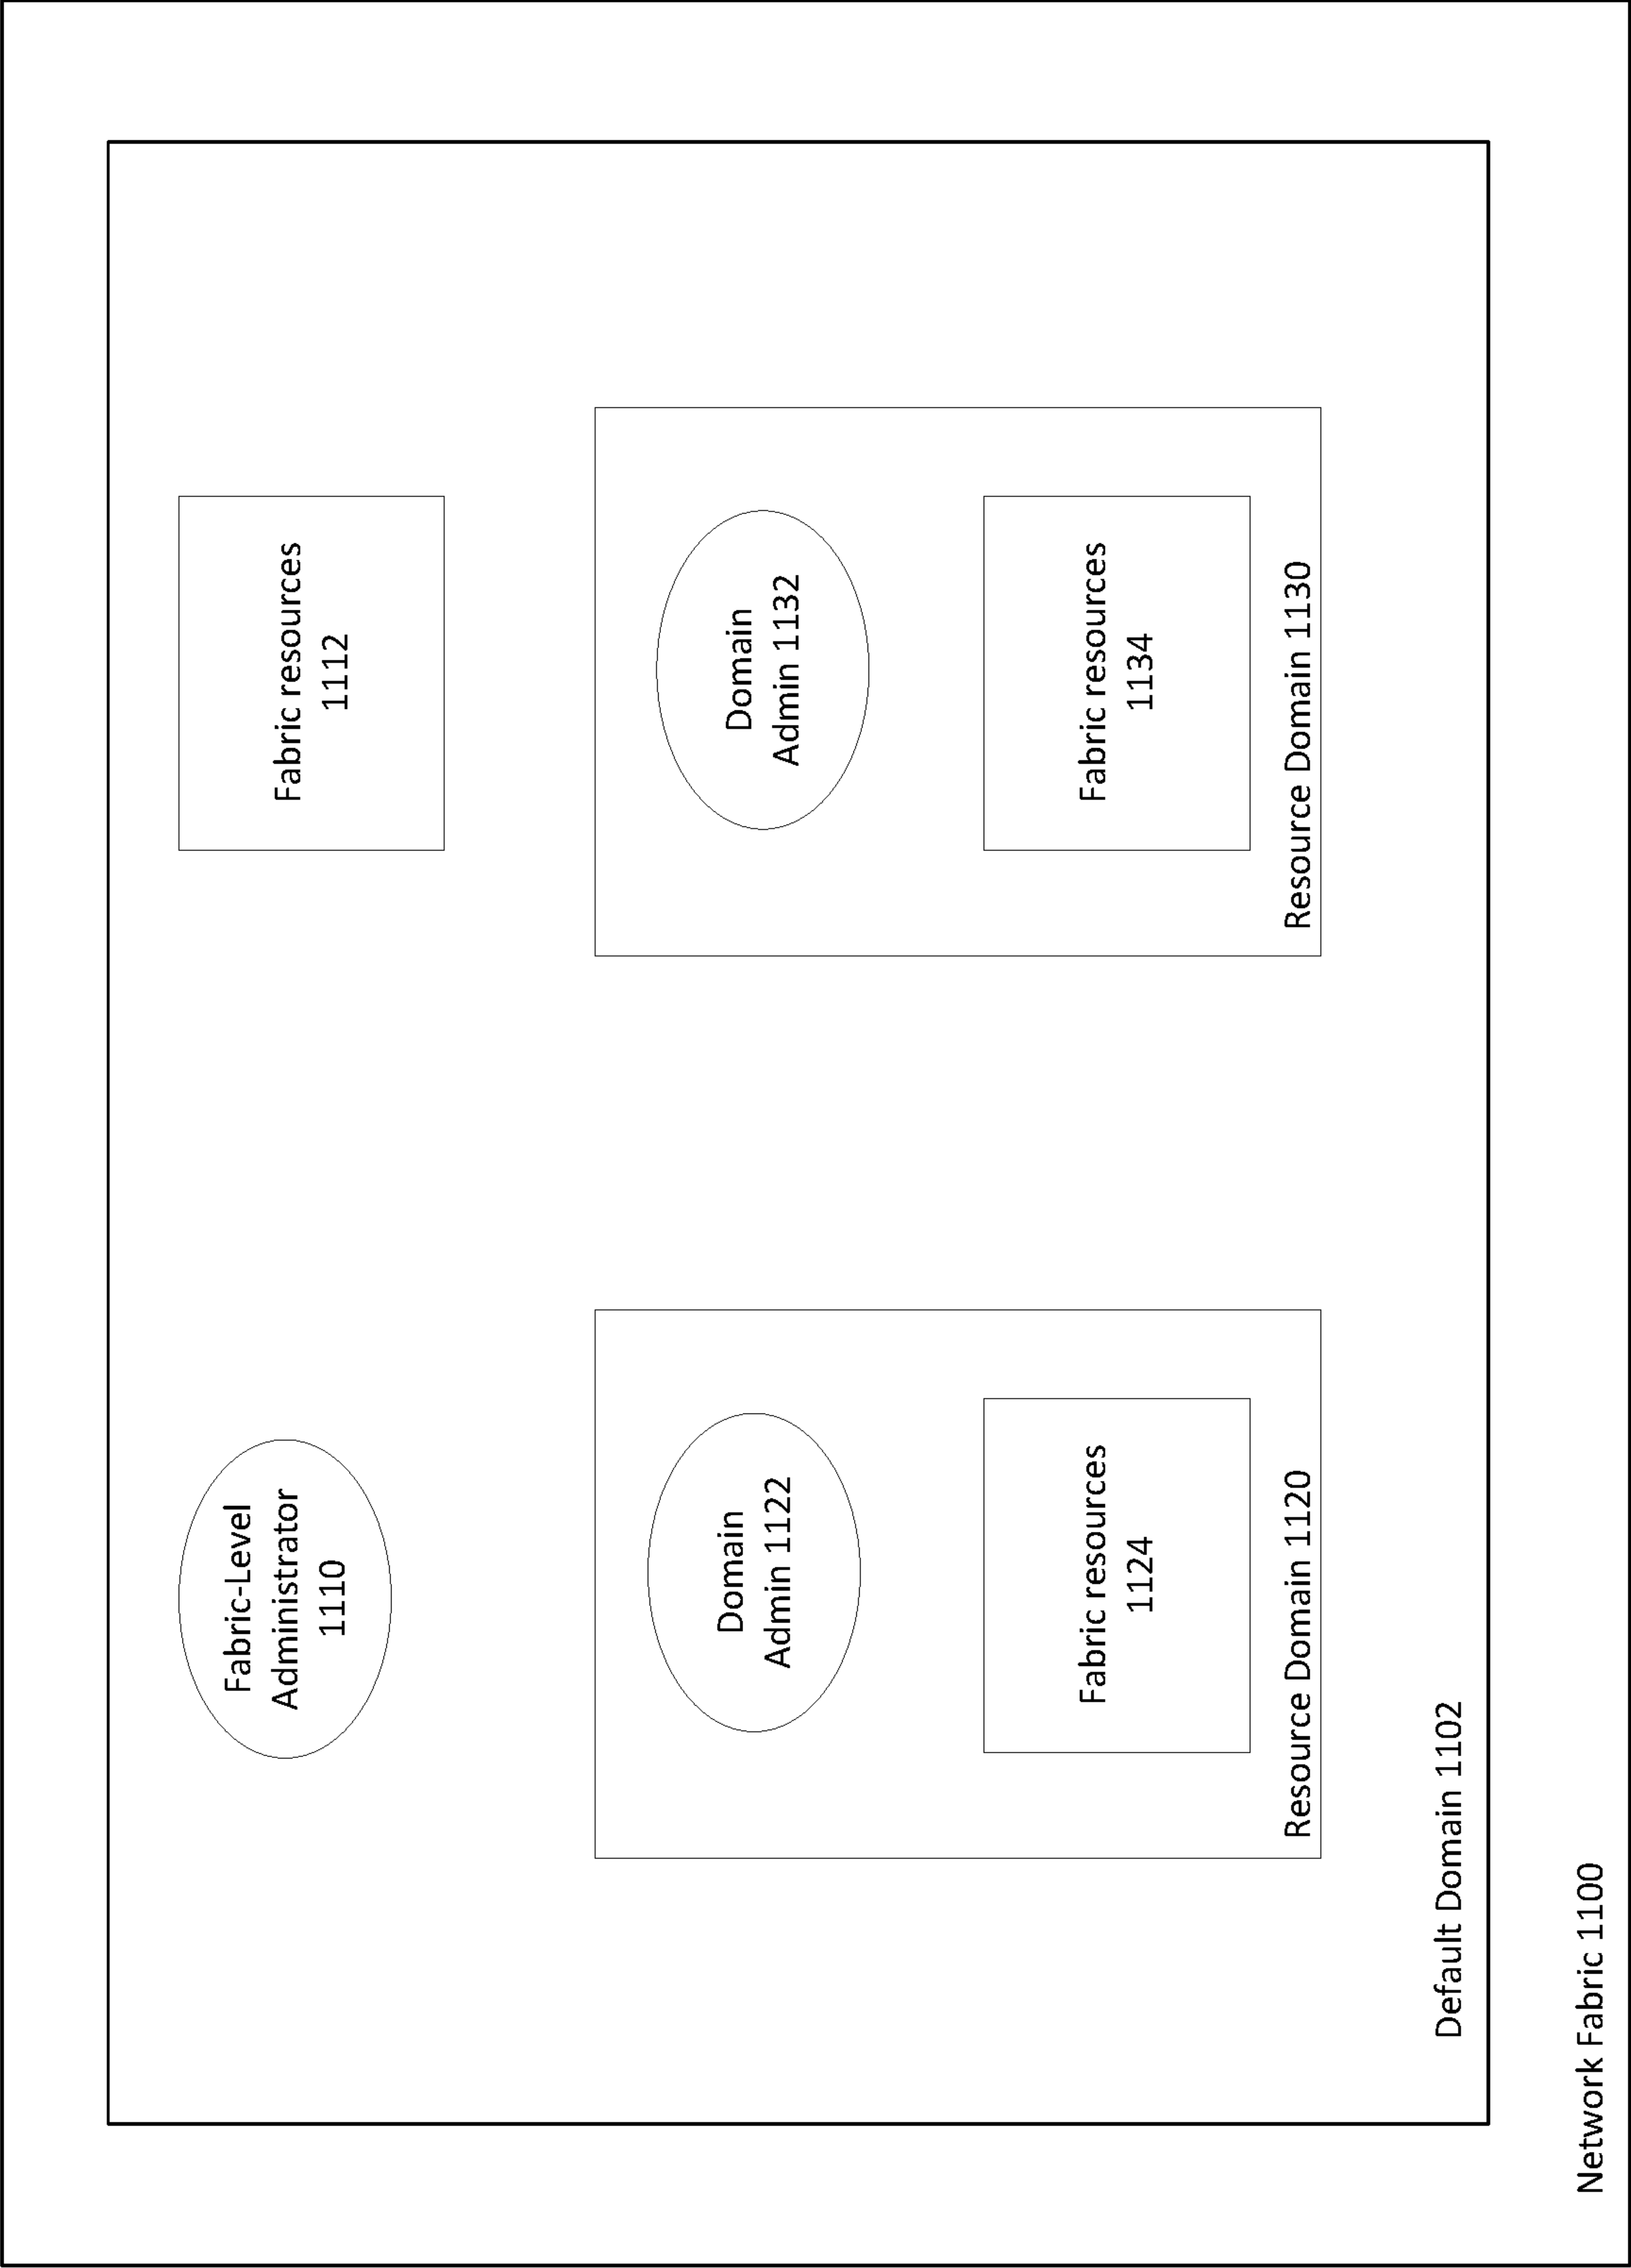 Fabric-Level
Administrator
1110
Fabric resources
1112
Domain
Admin 1122
Fabric resources
1124
Resource Domain 1120
Domain
Admin 1132
Fabric resources
1134
Resource Domain 1130
Default Domain 1102
Network Fabric 1100